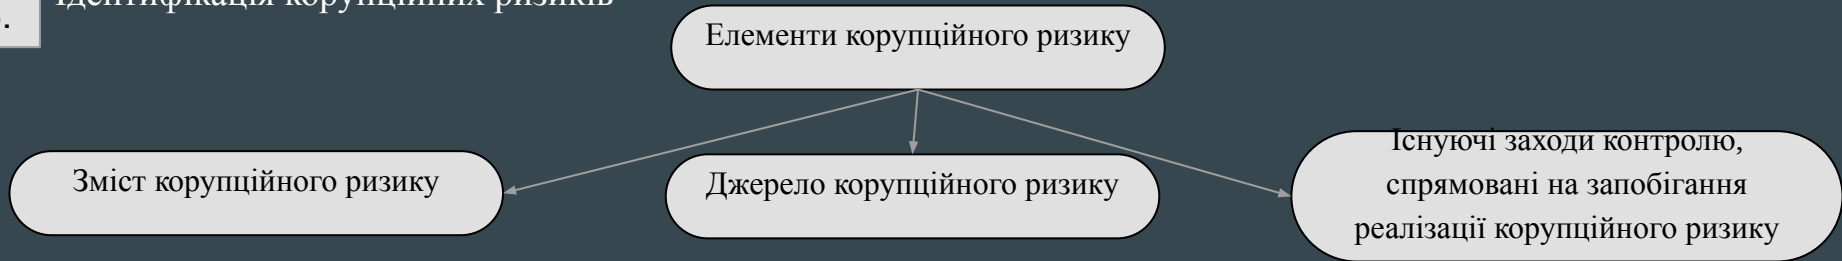 Ідентифікація корупційних ризиків
Елементи корупційного ризику
Зміст корупційного ризику
Джерело корупційного ризику
Існуючі заходи контролю,
спрямовані на запобігання
реалізації корупційного ризику